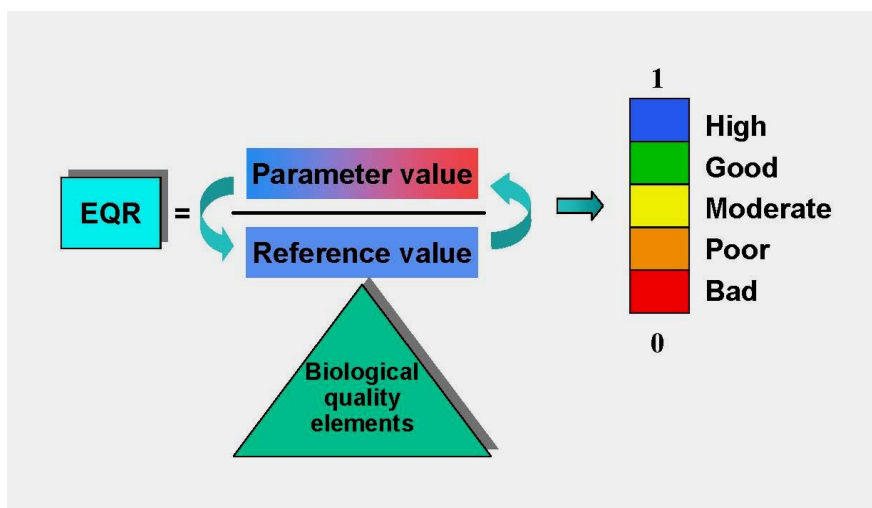 EQR
=
Parameter value
Reference value
Biological
quality
elements
1
High
Good
Moderate
Poor
Bad
0